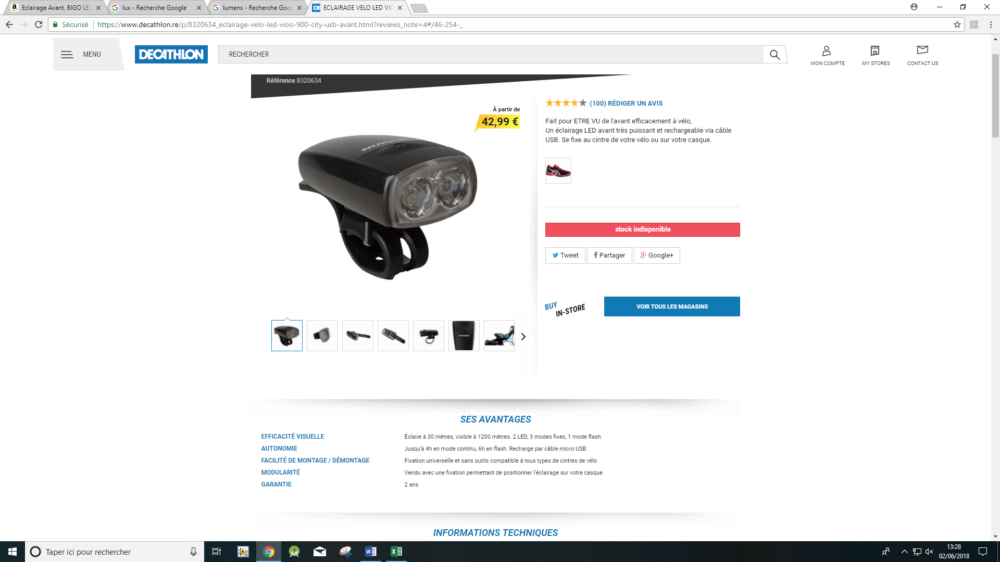 Eclairage Avant, BIGO LED
lux - Recherche Google
lumens - Recherche Goog
ECLAIRAGE VELO LED VIO
Sécurisé
https://www.decathlon.re/p/8320634_eclairage-velo-led-vioo-900-city-usb-avant.html?reviews_note=4#/46-254-_
MENU
DECATHLON
RECHERCHER
MON COMPTE
MY STORES
CONTACT US
Référence 8320634
À partir de
42,99 €
(100) RÉDIGER UN AVIS
Fait pour ETRE VU de l'avant efficacement à vélo,
Un éclairage LED avant très puissant et rechargeable via câble
USB. Se fixe au cintre de votre vélo ou sur votre casque.
stock indisponible
Tweet
Partager
Google+
BUY
IN-STORE
VOIR TOUS LES MAGASINS
SES AVANTAGES
EFFICACITÉ VISUELLE
Éclaire à 30 mètres, visible à 1200 mètres. 2 LED, 3 modes fixes, 1 mode flash.
AUTONOMIE
Jusqu'à 4h en mode continu, 6h en flash. Recharge par câble micro USB.
FACILITÉ DE MONTAGE / DÉMONTAGE
Fixation universelle et sans outils compatible à tous types de cintres de vélo
MODULARITÉ
Vendu avec une fixation permettant de positionner l'éclairage sur votre casque.
GARANTIE
2 ans
INFORMATIONS TECHNIQUES
Taper ici pour rechercher
13:28
02/06/2018